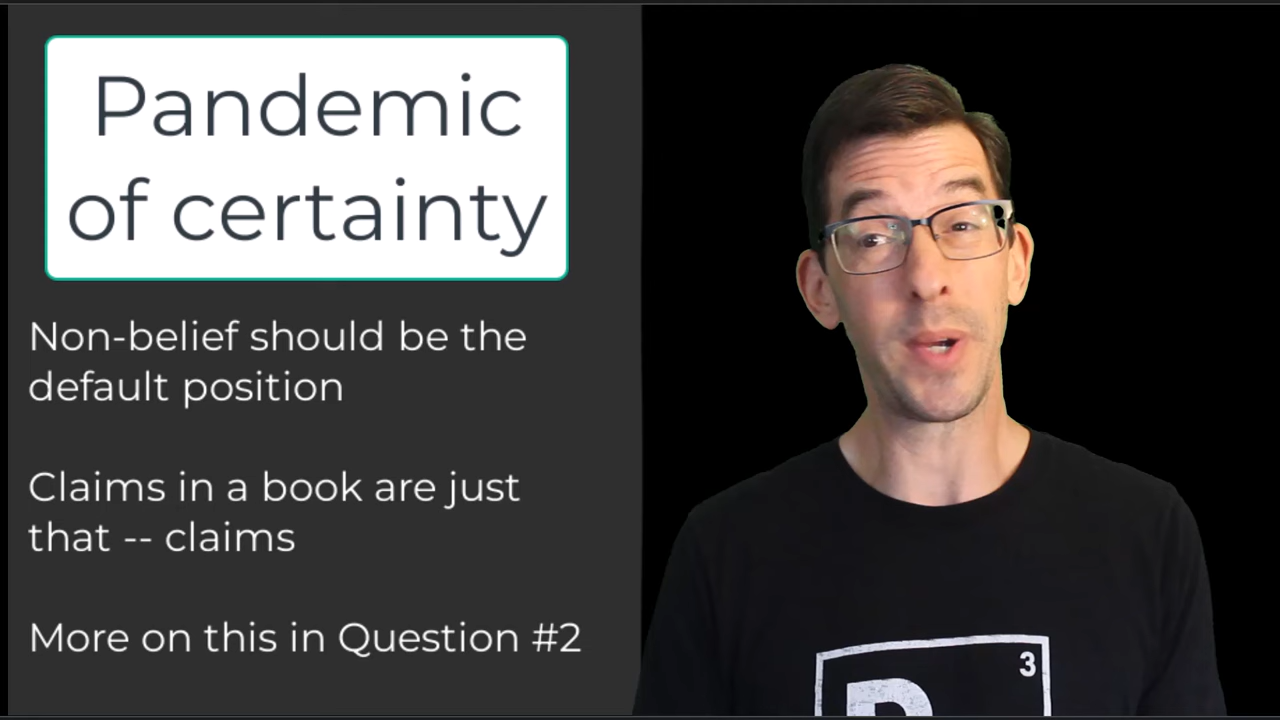 Pandemic
of certainty
Non-belief should be the
default position
Claims in a book are just
that -- claims
More on this in Question #2
3